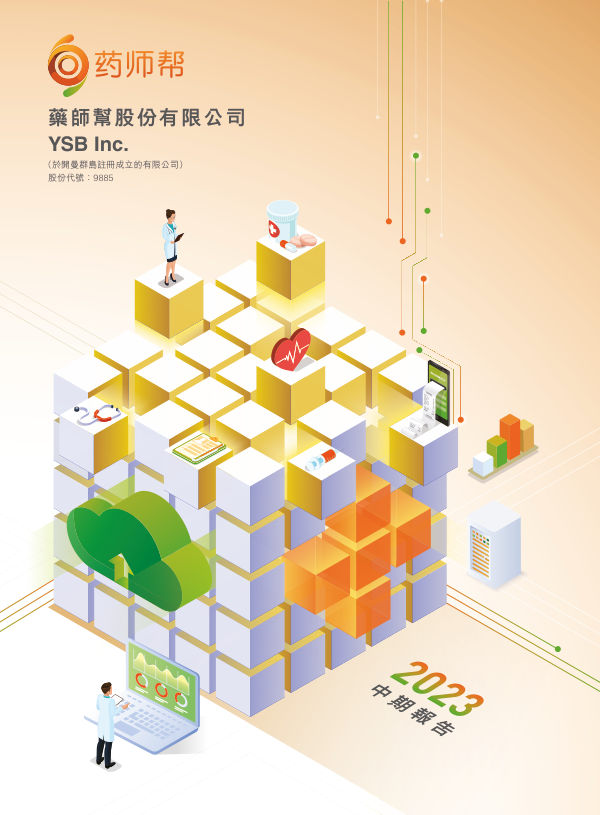 药师帮
藥師幫股份有限公司
YSB Inc.
（於開曼群島註冊成立的有限公司）
股份代號：9885
2023
中期報告